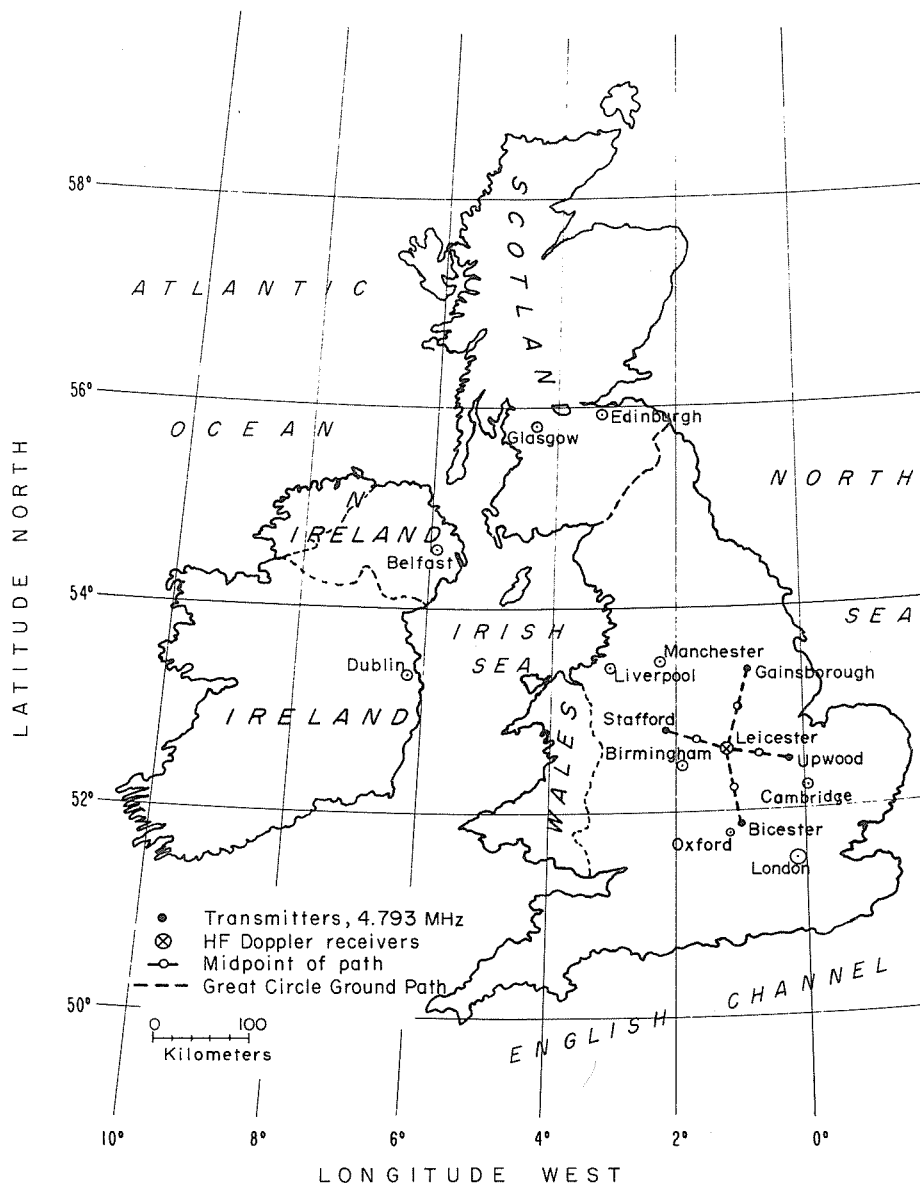 58°
SCOTLAND
ATLANTIC
56°
OCEAN
Edinburgh
Glasgow
NORTH
LATITUDE NORTH
N
IRELAND
Belfast
54°
IRISH
SEA
SEA
Manchester
Dublin
Liverpool
Gainsborough
IRELAND
WALES
Stafford
Leicester
Birmingham
Upwood
52°
Cambridge
Bicester
Oxford
London
Transmitters, 4.793 MHz
HF Doppler receivers
Midpoint of path
Great Circle Ground Path
50°
ENGLISH CHANNEL
0 100
Kilometers
10° 8° 6° 4° 2° 0°
LONGITUDE WEST